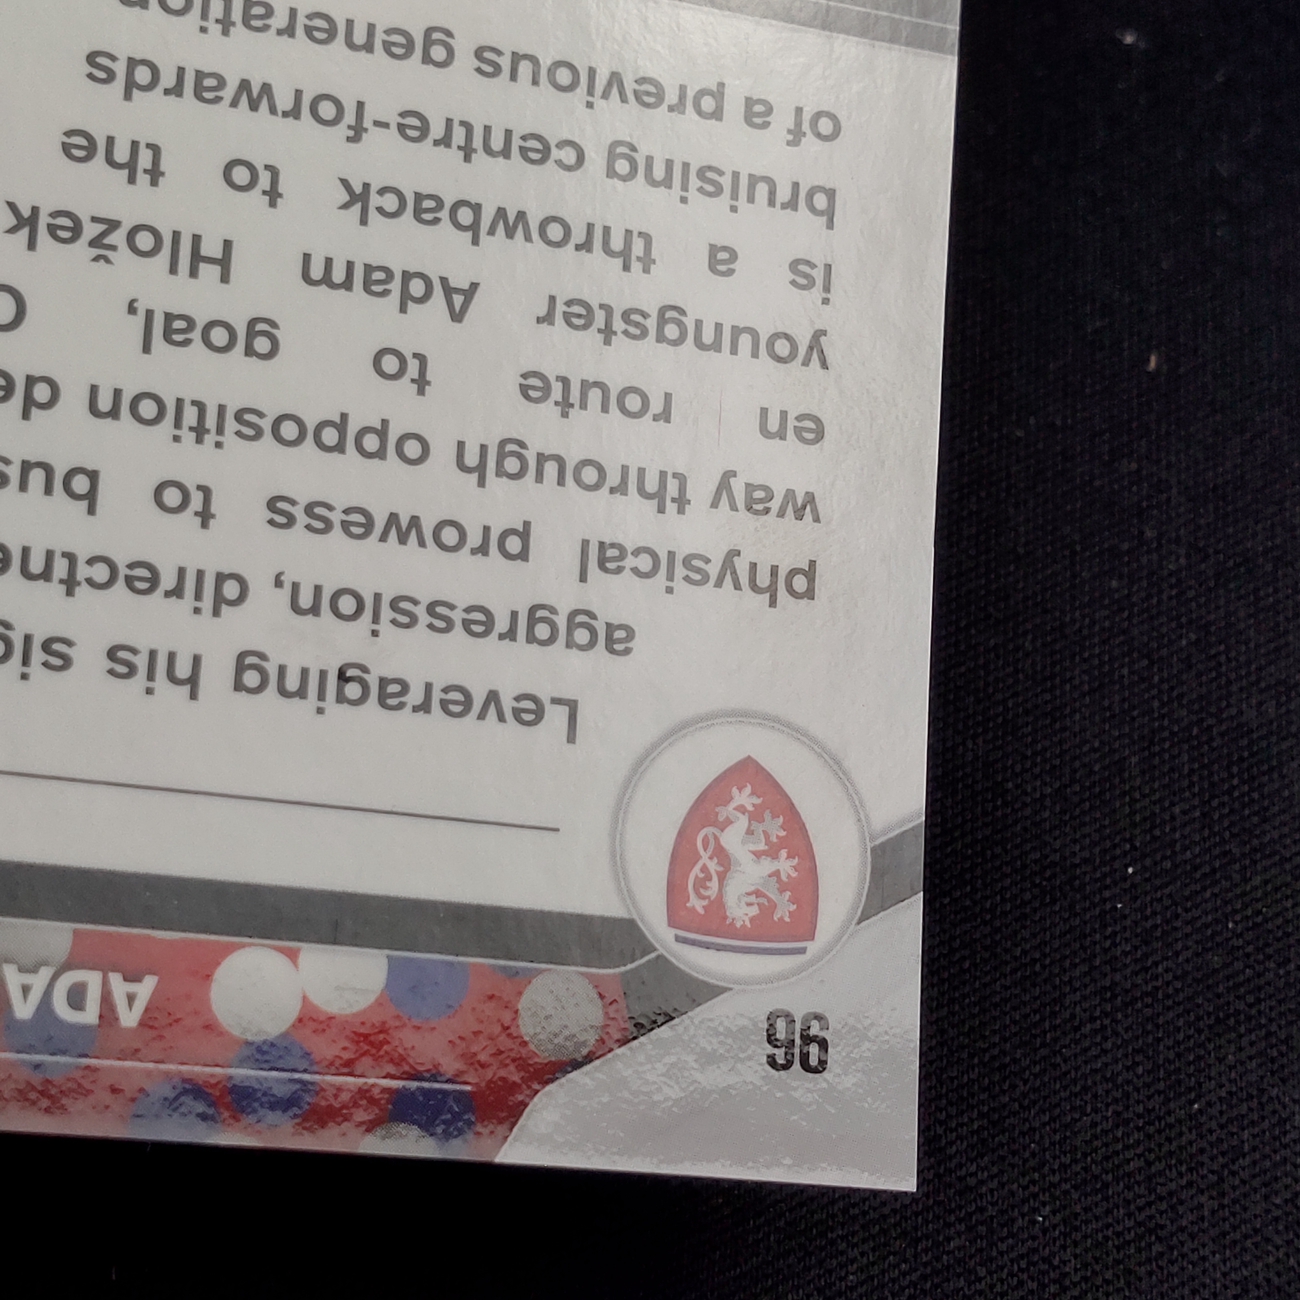 96
ADA
Leveraging his sig
aggression, directne
physical prowess to bus
way through opposition de
en route to goal, C
youngster Adam Hložek
is a throwback to the
bruising centre-forwards
of a previous generation